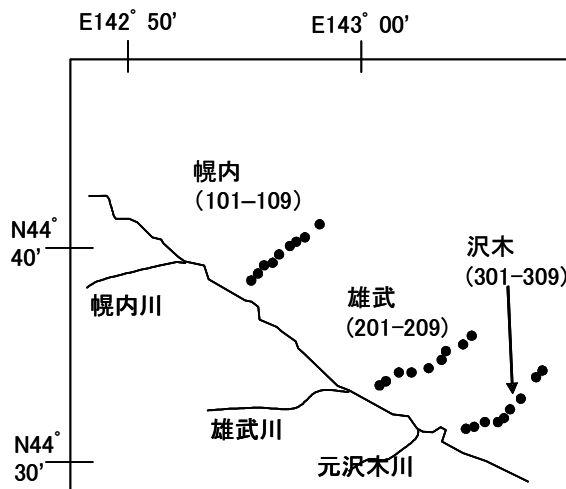 E142° 50'
E143° 00'
幌内
(101–109)
N44°
40'
沢木
(301–309)
雄武
(201–209)
幌内川
雄武川
元沢木川
N44°
30'